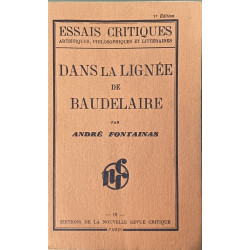 7e Édition
ESSAIS CRITIQUES
ARTISTIQUES, PHILOSOPHIQUES ET LITTÉRAIRES
DANS LA LIGNÉE
DE
BAUDELAIRE
PAR
ANDRÉ FONTAINAS
nrc
ÉDITIONS DE LA NOUVELLE REVUE CRITIQUE
PARIS